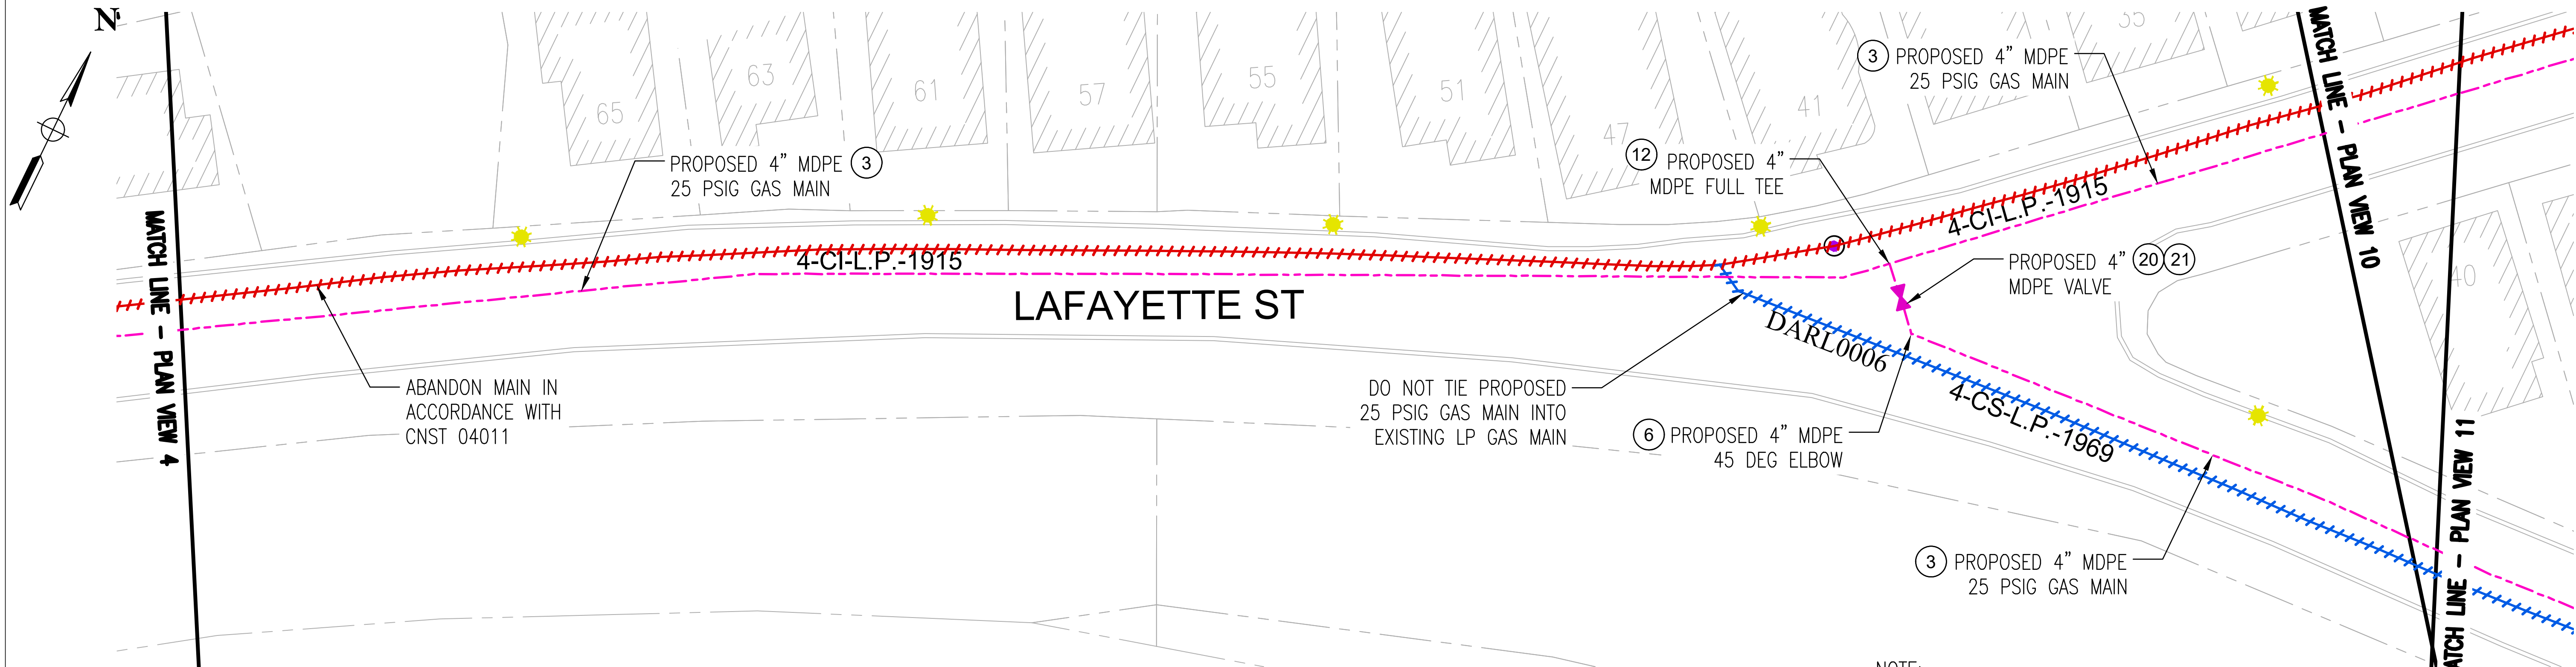 N
35
3 PROPOSED 4" MDPE
25 PSIG GAS MAIN
65
63
61
57
55
51
47
41
PROPOSED 4" MDPE 3
25 PSIG GAS MAIN
12 PROPOSED 4"
MDPE FULL TEE
MATCH LINE - PLAN VIEW 4
MATCH LINE - PLAN VIEW 10
4-CI-L.P.-1915
4-CI-L.P.-1915
LAFAYETTE ST
PROPOSED 4" 20 21
MDPE VALVE
40
DARL0006
4-CS-L.P.-1969
ABANDON MAIN IN
ACCORDANCE WITH
CNST 04011
DO NOT TIE PROPOSED
25 PSIG GAS MAIN INTO
EXISTING LP GAS MAIN
6 PROPOSED 4" MDPE
45 DEG ELBOW
3 PROPOSED 4" MDPE
25 PSIG GAS MAIN
MATCH LINE - PLAN VIEW 11
NOTE: